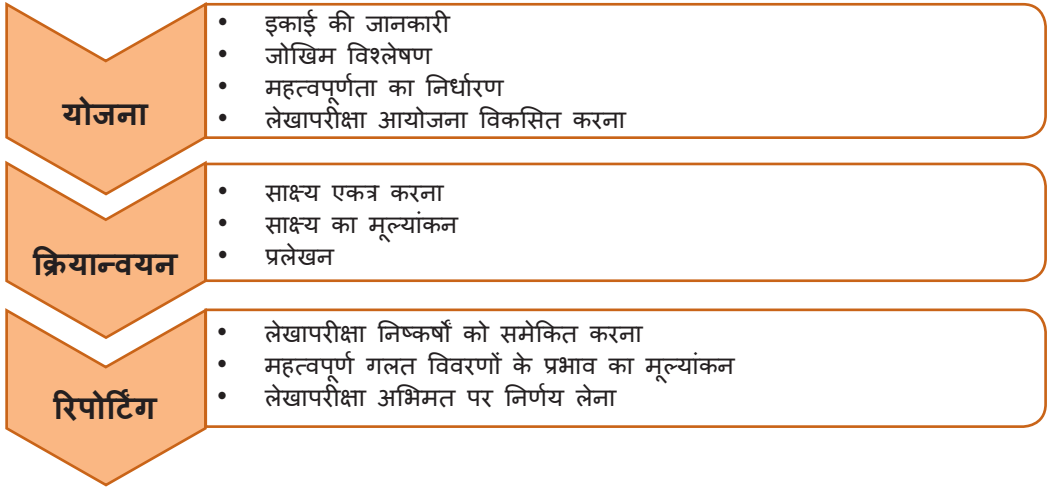 योजना
• इकाई की जानकारी
• जोखिम विश्लेषण
• महत्वपूर्णता का निर्धारण
• लेखापरीक्षा आयोजना विकसित करना
क्रियान्वयन
• साक्ष्य एकत्र करना
• साक्ष्य का मूल्यांकन
• प्रलेखन
रिपोर्टिंग
• लेखापरीक्षा निष्कर्षों को समेकित करना
• महत्वपूर्ण गलत विवरणों के प्रभाव का मूल्यांकन
• लेखापरीक्षा अभिमत पर निर्णय लेना